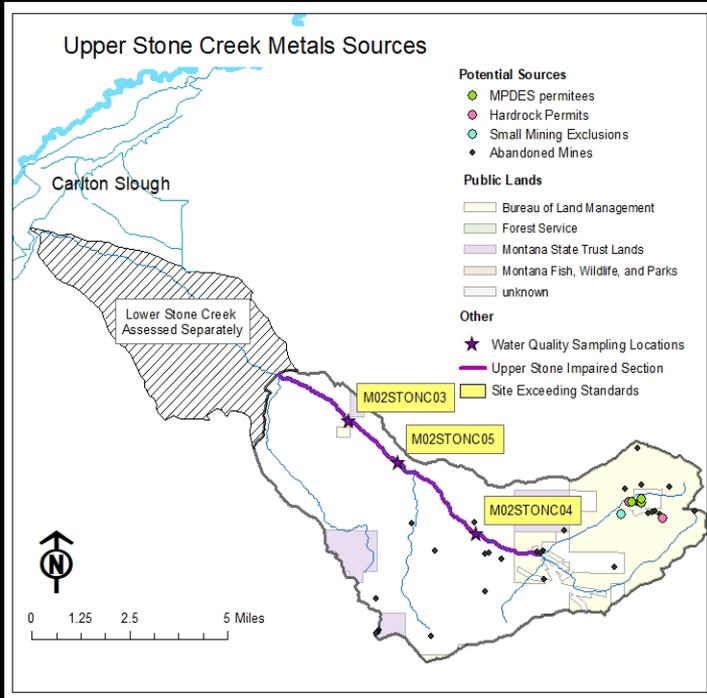 Upper Stone Creek Metals Sources
Potential Sources
MPDES permitees
Hardrock Permits
Small Mining Exclusions
Abandoned Mines
Carlton Slough
Public Lands
Bureau of Land Management
Forest Service
Montana State Trust Lands
Montana Fish, Wildlife, and Parks
unknown
Lower Stone Creek
Assessed Separately
Other
Water Quality Sampling Locations
Upper Stone Impaired Section
Site Exceeding Standards
M02STONC03
M02STONC05
M02STONC04
N
0 1.25 2.5 5 Miles